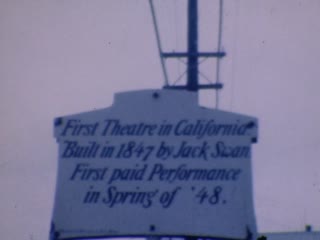 First Theatre in California.
Built in 1847 by Jack Swan
First paid Performance
in Spring of '48.